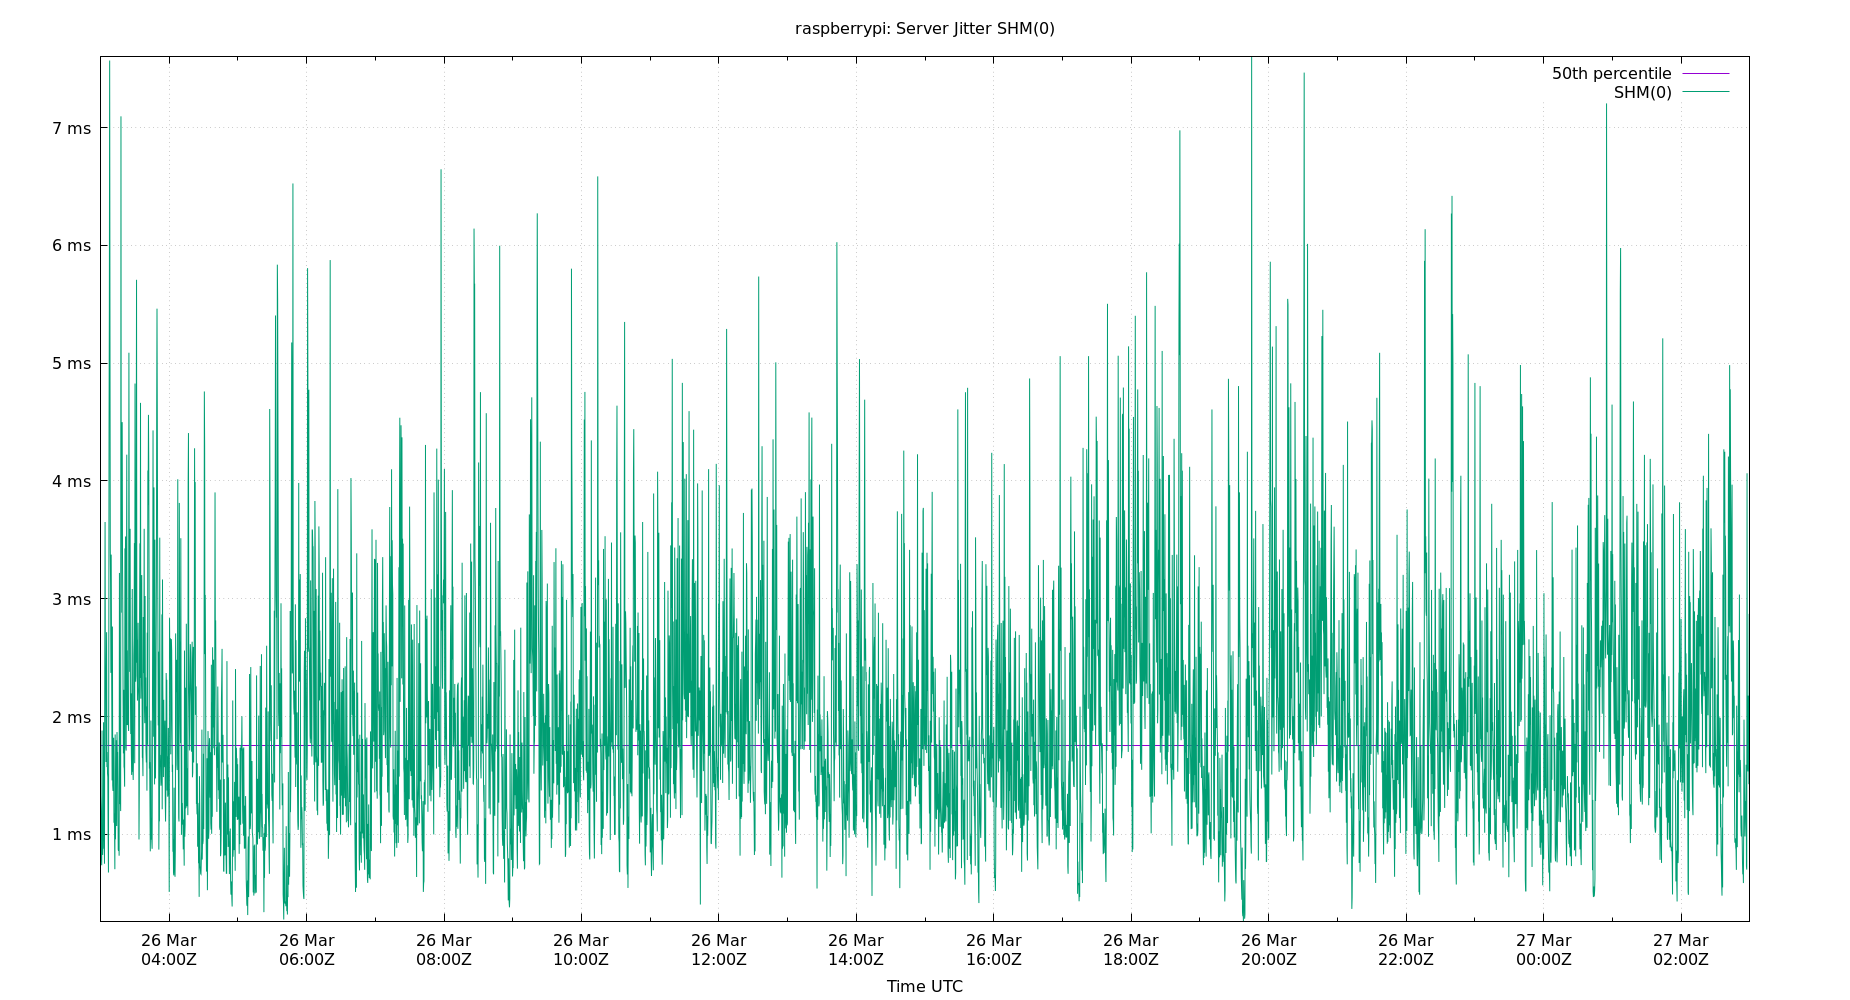 raspberrypi: Server Jitter SHM(0)
50th percentile
SHM(0)
7 ms
6 ms
5 ms
4 ms
3 ms
2 ms
1 ms
26 Mar 26 Mar 26 Mar 26 Mar 26 Mar 26 Mar 26 Mar 26 Mar 26 Mar 26 Mar 27 Mar 27 Mar
04:00Z 06:00Z 08:00Z 10:00Z 12:00Z 14:00Z 16:00Z 18:00Z 20:00Z 22:00Z 00:00Z 02:00Z
Time UTC